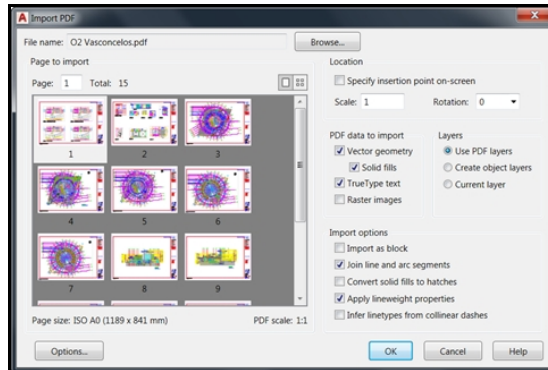 A Import PDF
File name: O2 Vasconcelos.pdf Browse...
Page to import
Page: 1 Total: 15
1 2 3
4 5 6
7 8 9
Page size: ISO A0 (1189 x 841 mm) PDF scale: 1:1
Options...
Location
Specify insertion point on-screen
Scale: 1 Rotation: 0
PDF data to import
Vector geometry
Solid fills
TrueType text
Raster images
Layers
Use PDF layers
Create object layers
Current layer
Import options
Import as block
Join line and arc segments
Convert solid fills to hatches
Apply lineweight properties
Infer linetypes from collinear dashes
OK Cancel Help